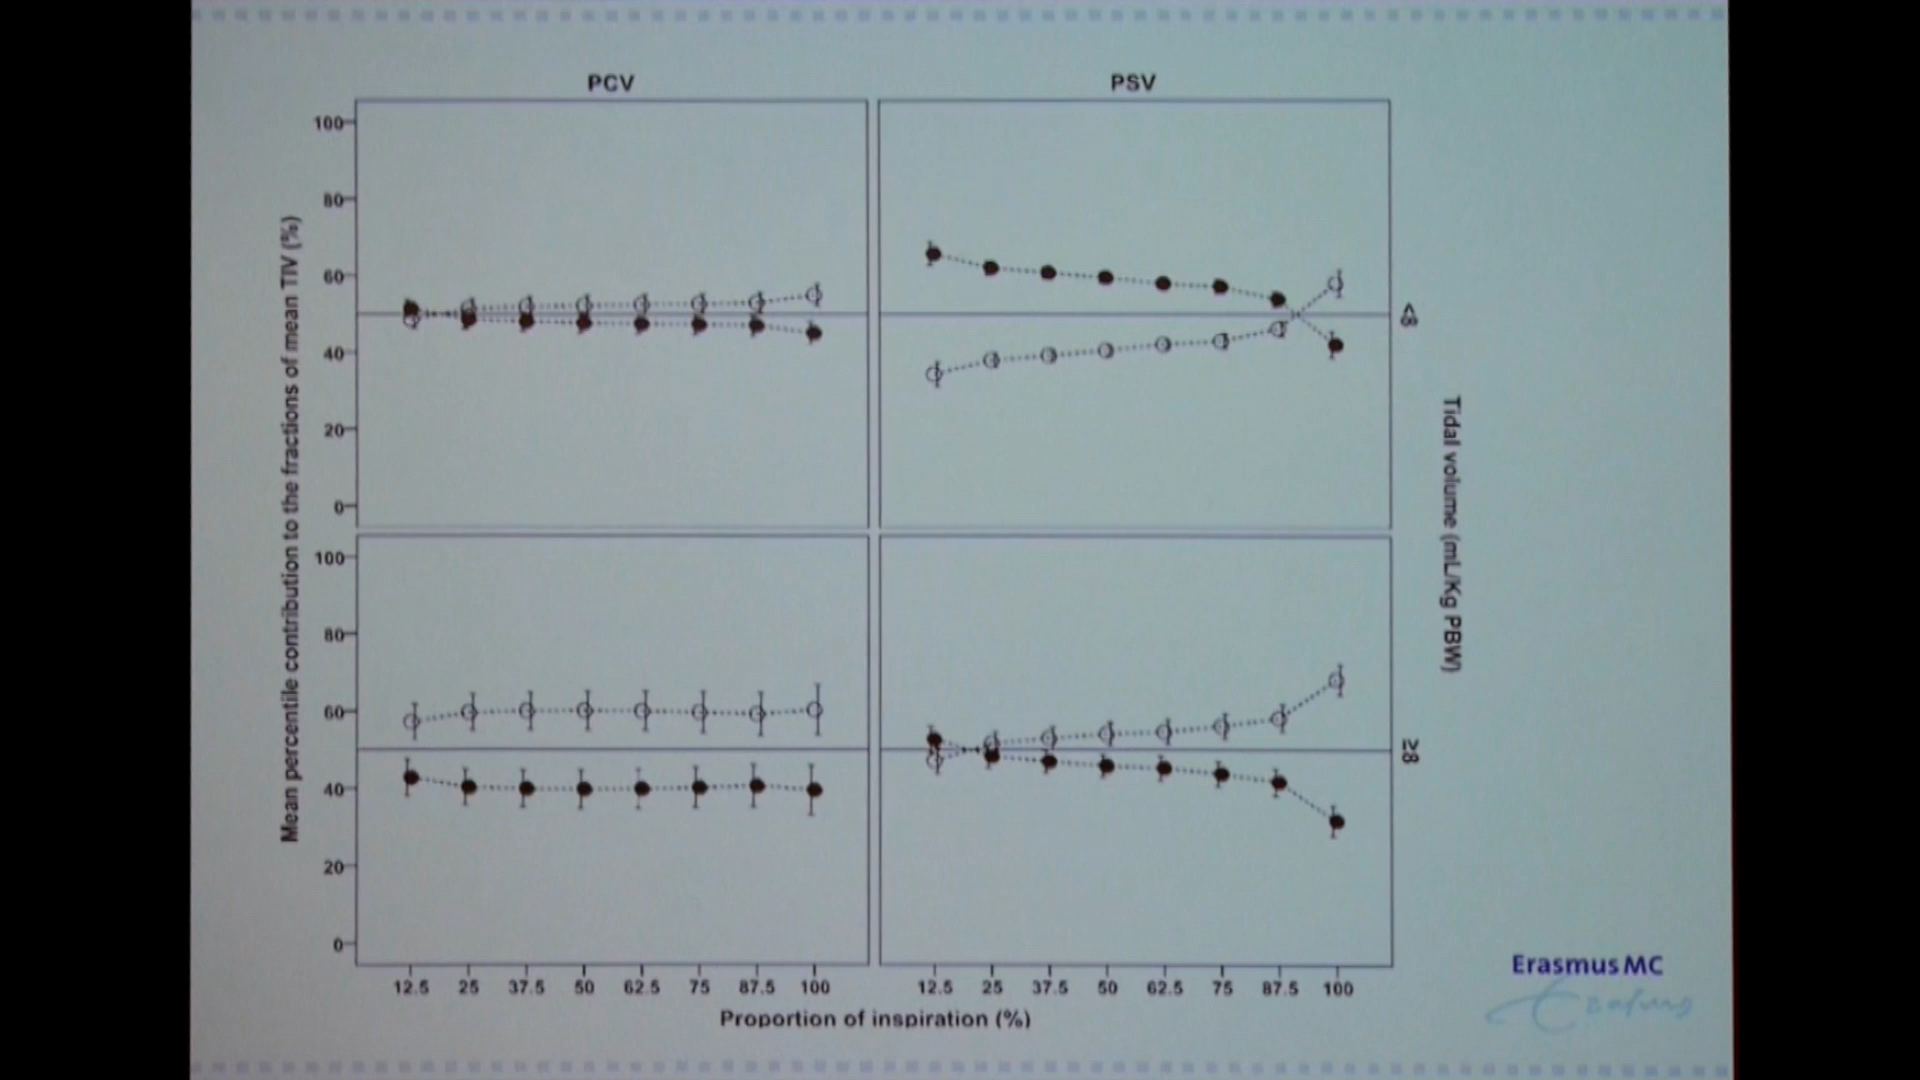 PCV
PSV
100
80
60
40
20
0
100
80
60
40
20
0
Mean percentile contribution to the fractions of mean TIV (%)
<8
≥8
Tidal volume (mL/Kg PBW)
12.5 25 37.5 50 62.5 75 87.5 100
12.5 25 37.5 50 62.5 75 87.5 100
Proportion of inspiration (%)
Erasmus MC
Erasmus